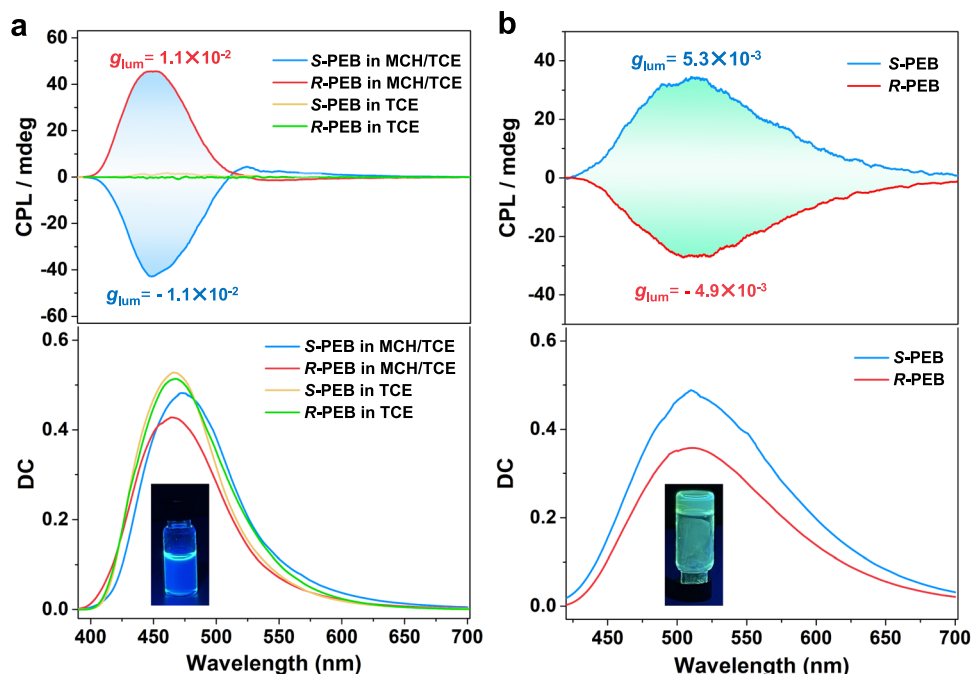 a
60
40
20
0
-20
-40
-60
CPL / mdeg
g_lum = 1.1×10⁻²
g_lum = - 1.1×10⁻²
S-PEB in MCH/TCE
R-PEB in MCH/TCE
S-PEB in TCE
R-PEB in TCE
0.6
0.4
0.2
0.0
DC
S-PEB in MCH/TCE
R-PEB in MCH/TCE
S-PEB in TCE
R-PEB in TCE
400 450 500 550 600 650 700
Wavelength (nm)
b
40
20
0
-20
-40
CPL / mdeg
g_lum = 5.3×10⁻³
g_lum = - 4.9×10⁻³
S-PEB
R-PEB
0.6
0.4
0.2
0.0
DC
S-PEB
R-PEB
450 500 550 600 650 700
Wavelength (nm)